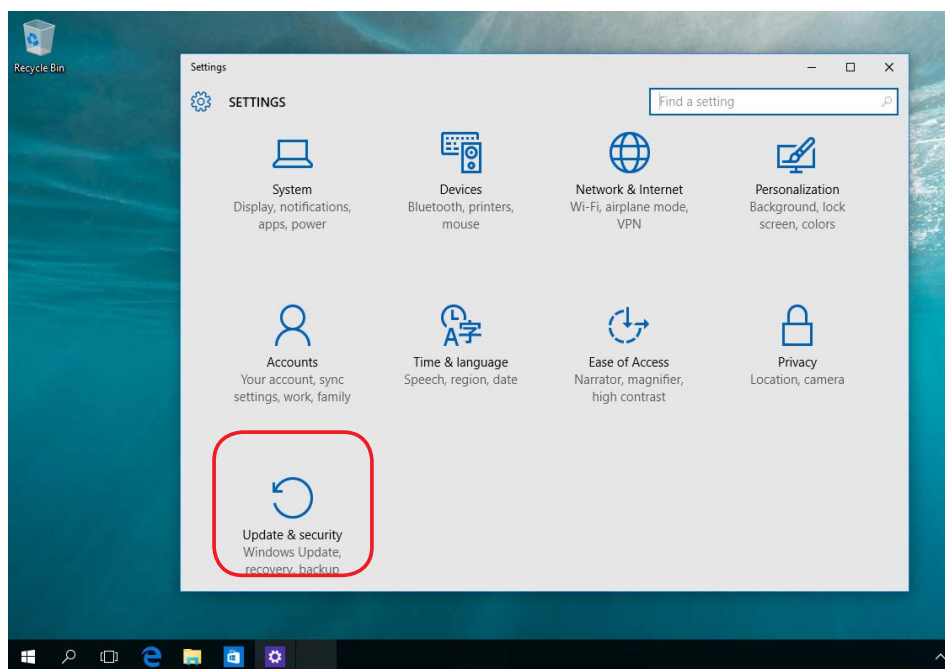 Recycle Bin
Settings
SETTINGS
Find a setting
System
Display, notifications,
apps, power
Devices
Bluetooth, printers,
mouse
Network & Internet
Wi-Fi, airplane mode,
VPN
Personalization
Background, lock
screen, colors
Accounts
Your account, sync
settings, work, family
Time & language
Speech, region, date
Ease of Access
Narrator, magnifier,
high contrast
Privacy
Location, camera
Update & security
Windows Update,
recovery, backup